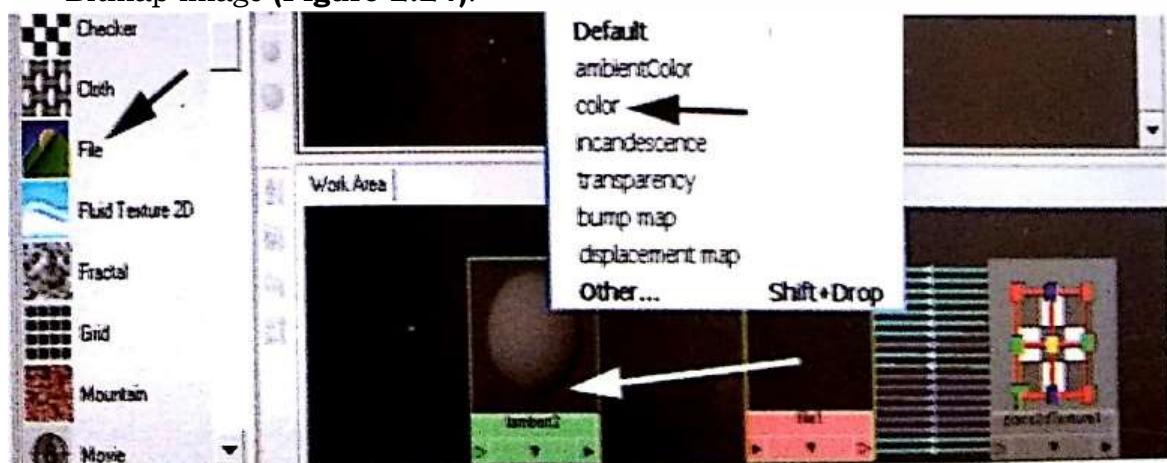 Bitmap image (Figure 2.24).
Checker
Cloth
File
Fluid Texture 2D
Fractal
Grid
Mountain
Movie
Work Area
Default
ambientColor
color
incandescence
transparency
bump map
displacement map
Other... Shift+Drop
lambert2
file1
place2dTexture1